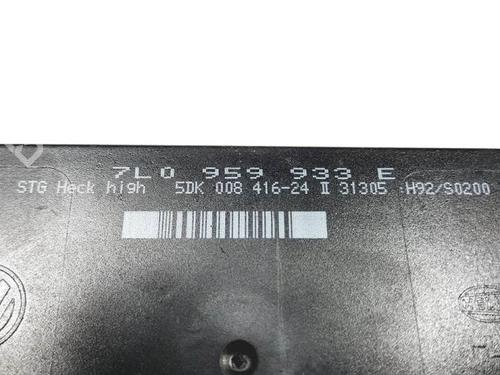 7L0 959 933 E
STG Heck high 5DK 008 416-24 II 31305 :H92/S0200